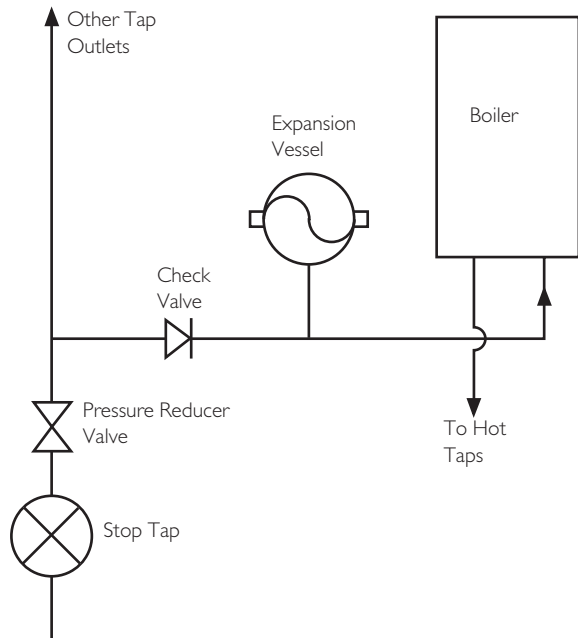 Other Tap
Outlets
Boiler
Expansion
Vessel
Check
Valve
Pressure Reducer
Valve
To Hot
Taps
Stop Tap